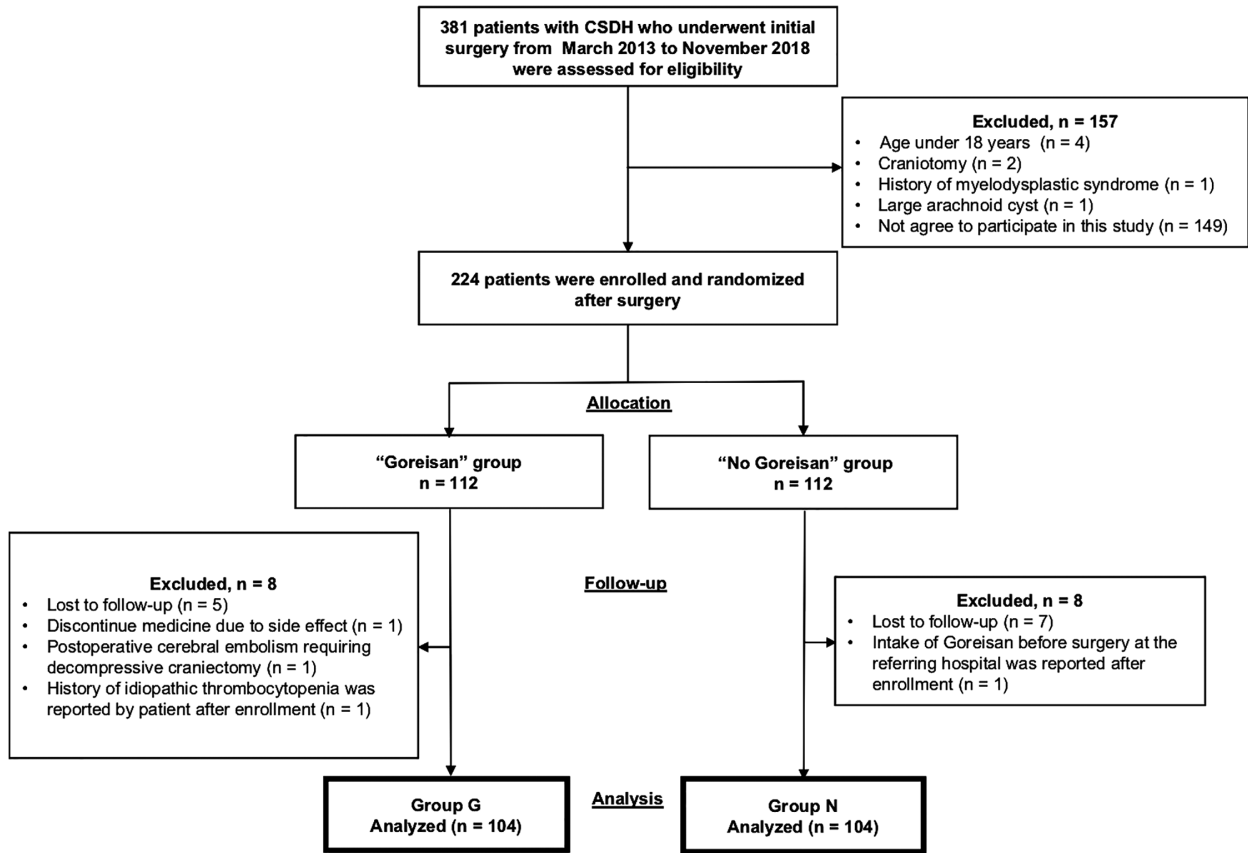 381 patients with CSDH who underwent initial
surgery from March 2013 to November 2018
were assessed for eligibility
Excluded, n = 157
• Age under 18 years (n = 4)
• Craniotomy (n = 2)
• History of myelodysplastic syndrome (n = 1)
• Large arachnoid cyst (n = 1)
• Not agree to participate in this study (n = 149)
224 patients were enrolled and randomized
after surgery
Allocation
“Goreisan” group
n = 112
“No Goreisan” group
n = 112
Follow-up
Excluded, n = 8
• Lost to follow-up (n = 5)
• Discontinue medicine due to side effect (n = 1)
• Postoperative cerebral embolism requiring
decompressive craniectomy (n = 1)
• History of idiopathic thrombocytopenia was
reported by patient after enrollment (n = 1)
Excluded, n = 8
• Lost to follow-up (n = 7)
• Intake of Goreisan before surgery at the
referring hospital was reported after
enrollment (n = 1)
Analysis
Group G
Analyzed (n = 104)
Group N
Analyzed (n = 104)